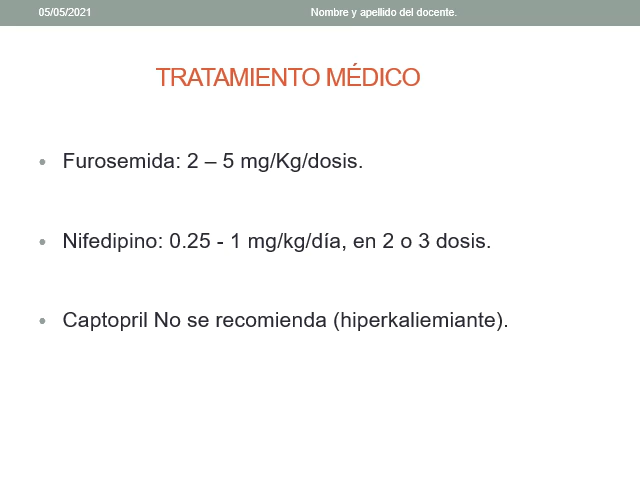 05/05/2021 Nombre y apellido del docente.
TRATAMIENTO MÉDICO
• Furosemida: 2 – 5 mg/Kg/dosis.
• Nifedipino: 0.25 - 1 mg/kg/día, en 2 o 3 dosis.
• Captopril No se recomienda (hiperkaliemiante).